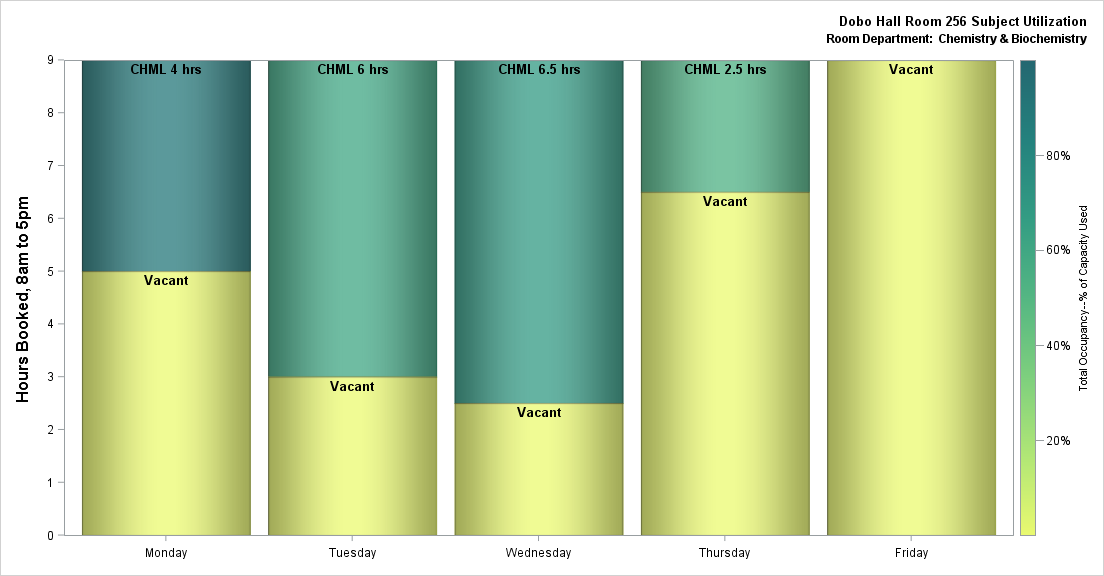 Dobo Hall Room 256 Subject Utilization
Room Department: Chemistry & Biochemistry
Hours Booked, 8am to 5pm
9
8
7
6
5
4
3
2
1
0
CHML 4 hrs
Vacant
CHML 6 hrs
Vacant
CHML 6.5 hrs
Vacant
CHML 2.5 hrs
Vacant
Vacant
Monday
Tuesday
Wednesday
Thursday
Friday
80%
60%
40%
20%
Total Occupancy--% of Capacity Used